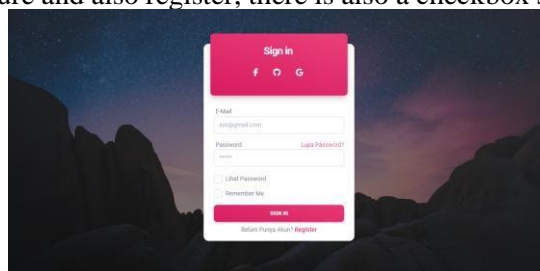 are and also register, there is also a checkbox s
Sign in
E-Mail
Password Lupa Password?
Lihat Password
Remember Me
SIGN IN
Belum Punya Akun? Register